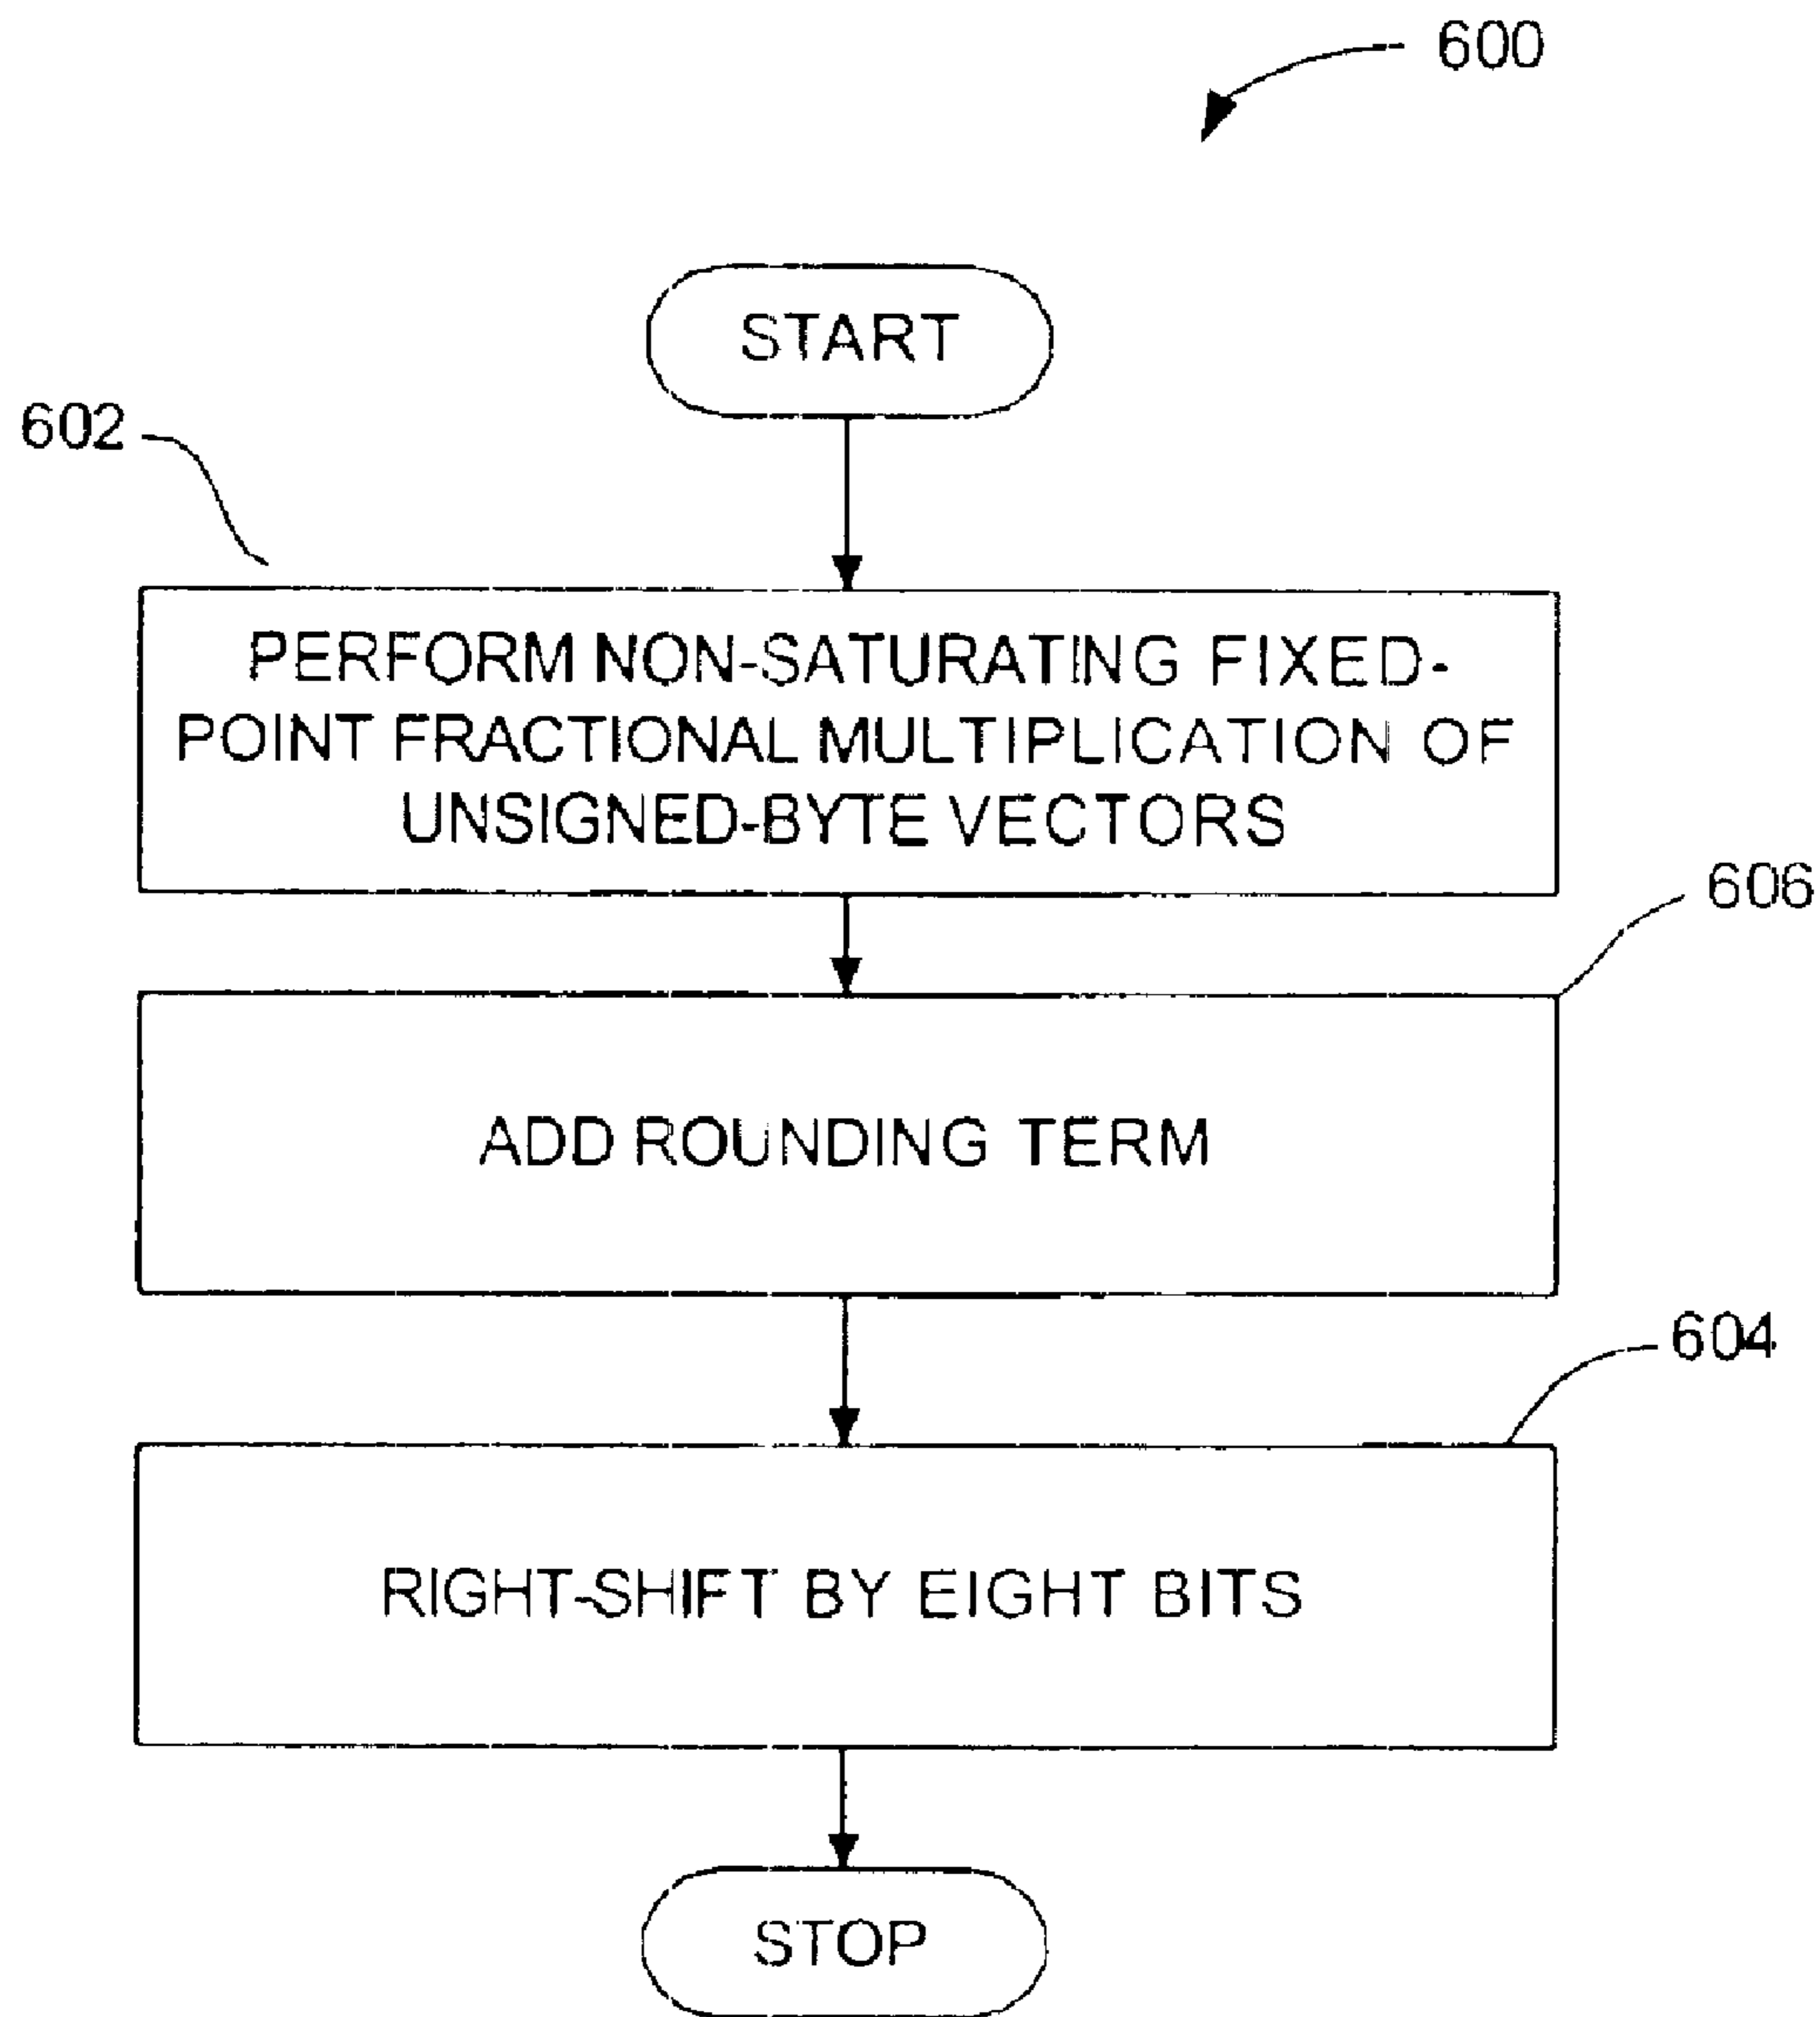 600
START
602
PERFORM NON-SATURATING FIXED-
POINT FRACTIONAL MULTIPLICATION OF
UNSIGNED-BYTE VECTORS
606
ADD ROUNDING TERM
604
RIGHT-SHIFT BY EIGHT BITS
STOP